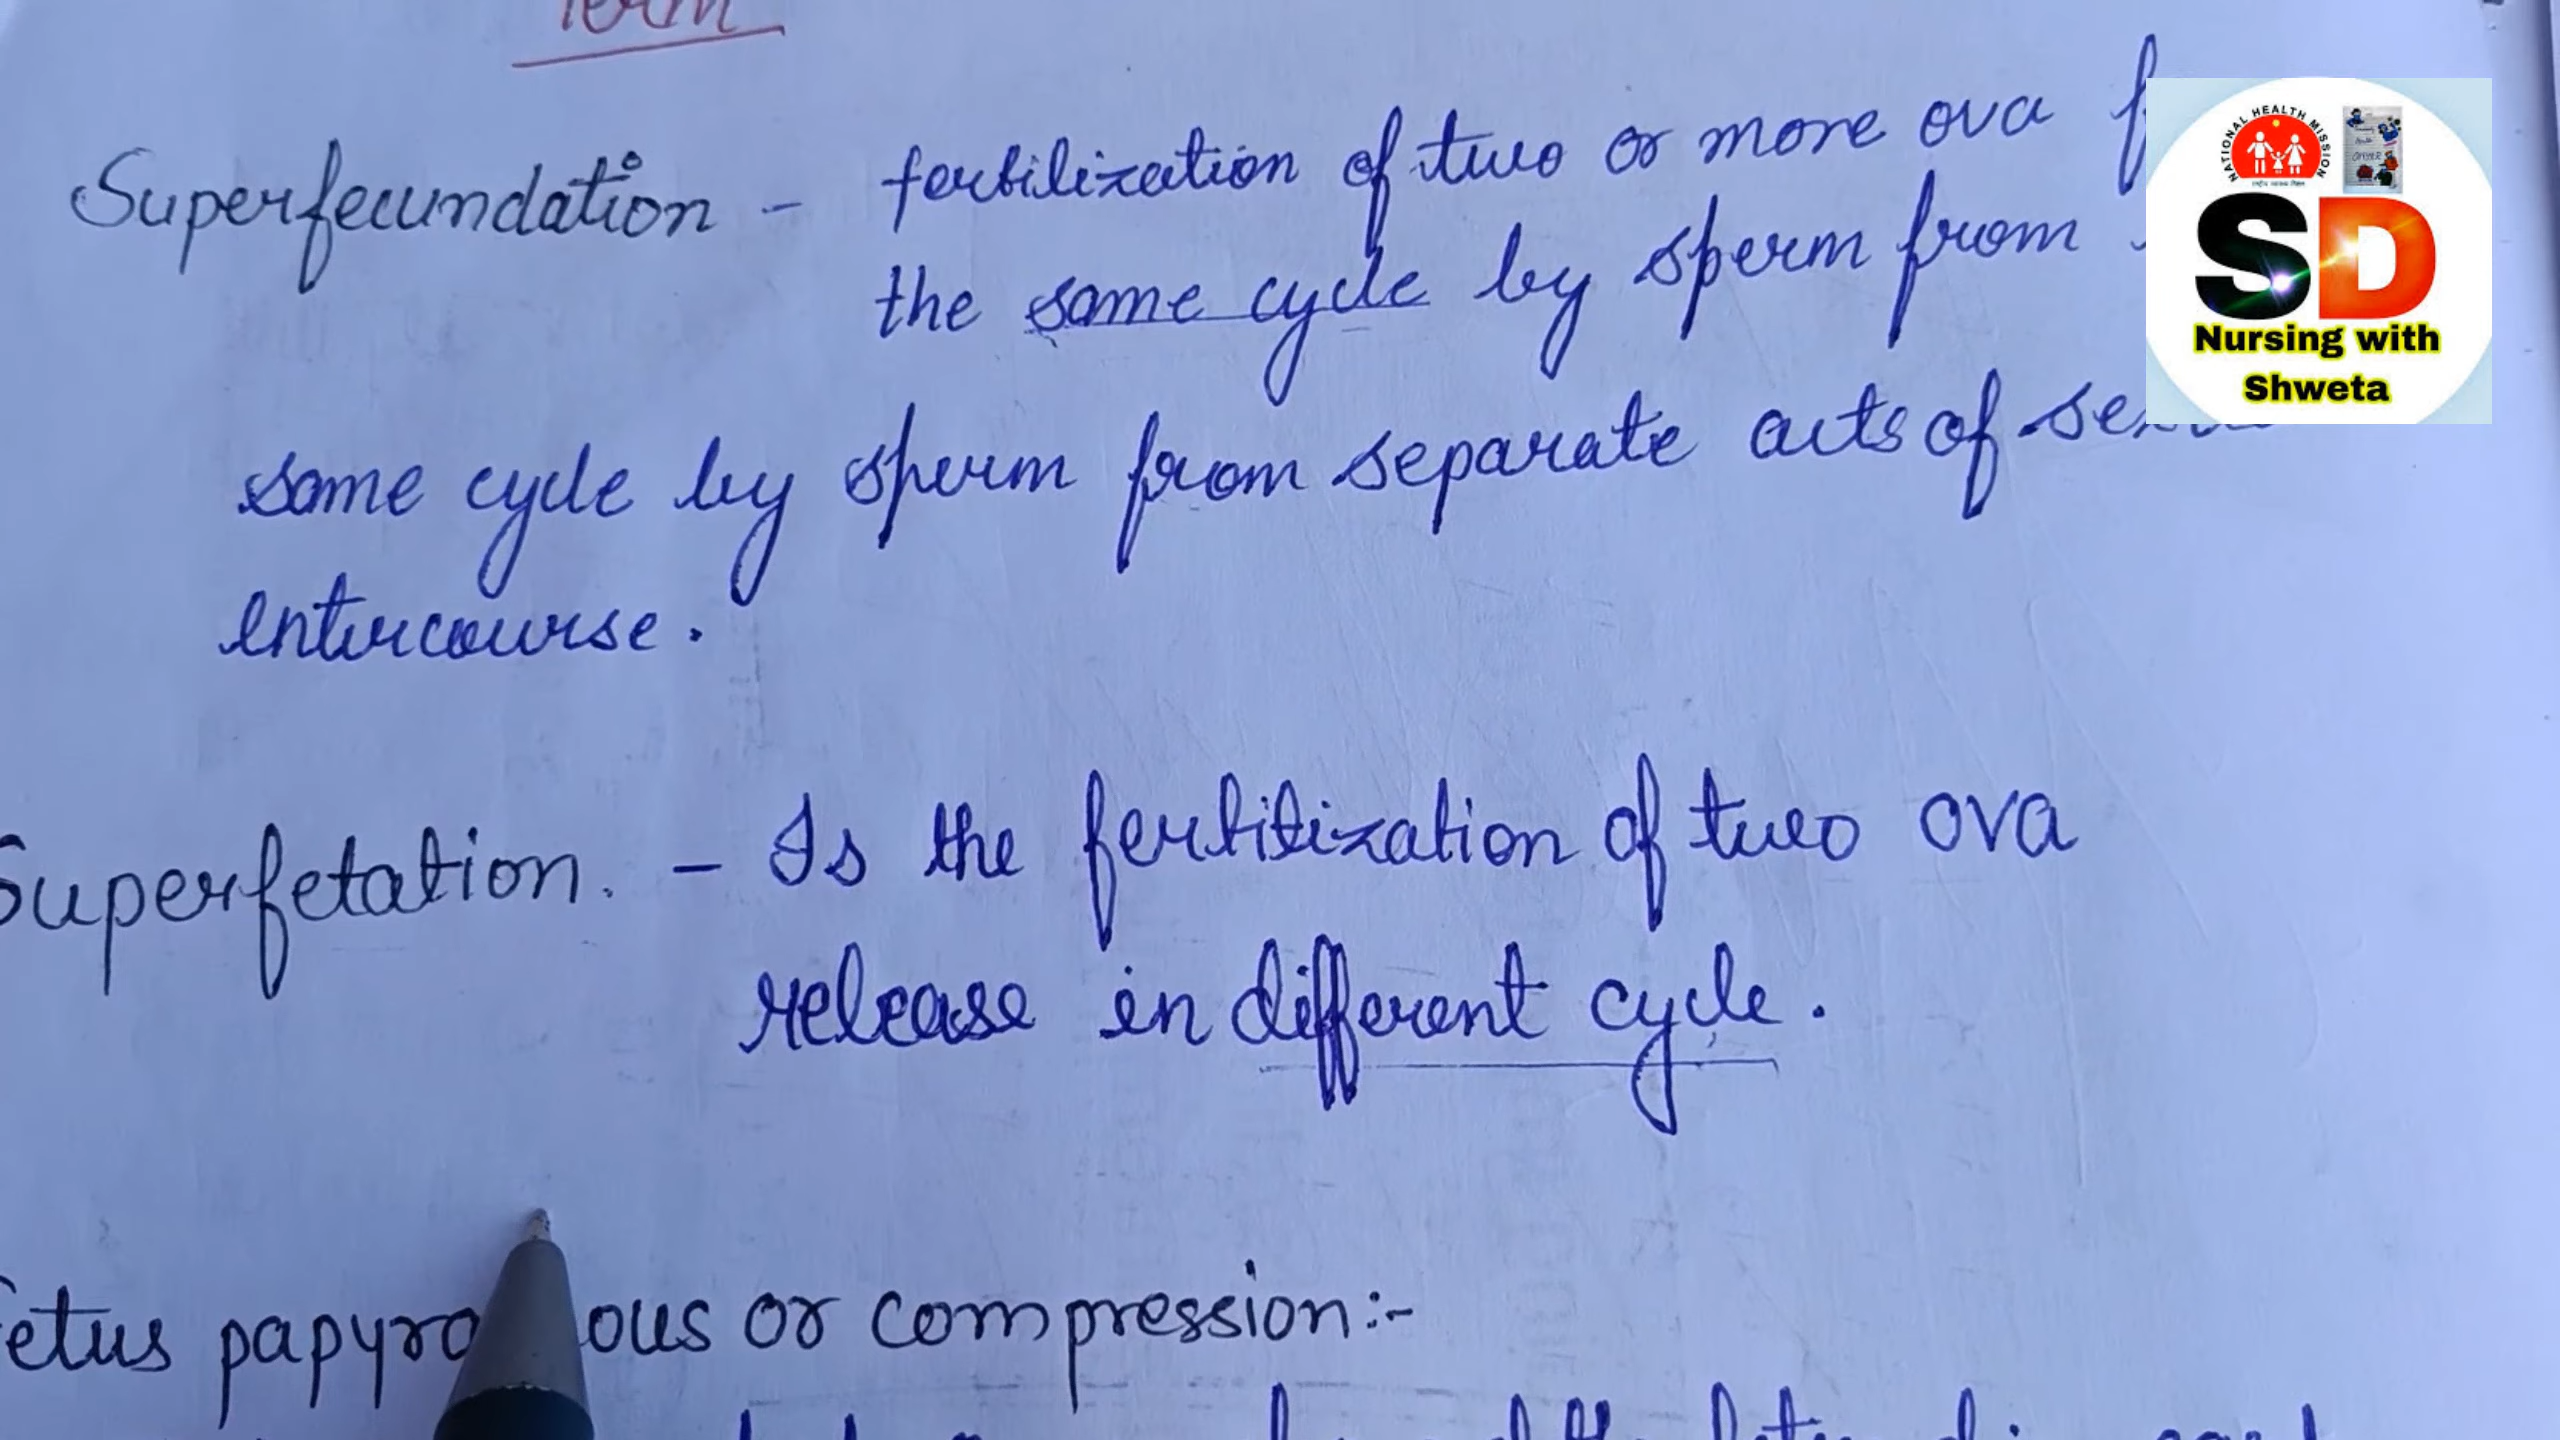 Term
Superfecundation - fertilization of two or more ova
the same cycle by sperm from
same cycle by sperm from separate acts of
intercourse.
Superfetation. - Is the fertilization of two ova
release in different cycle.
Fetus ous or compression:-
NATIONAL HEALTH MISSION
SD
Nursing with
Shweta